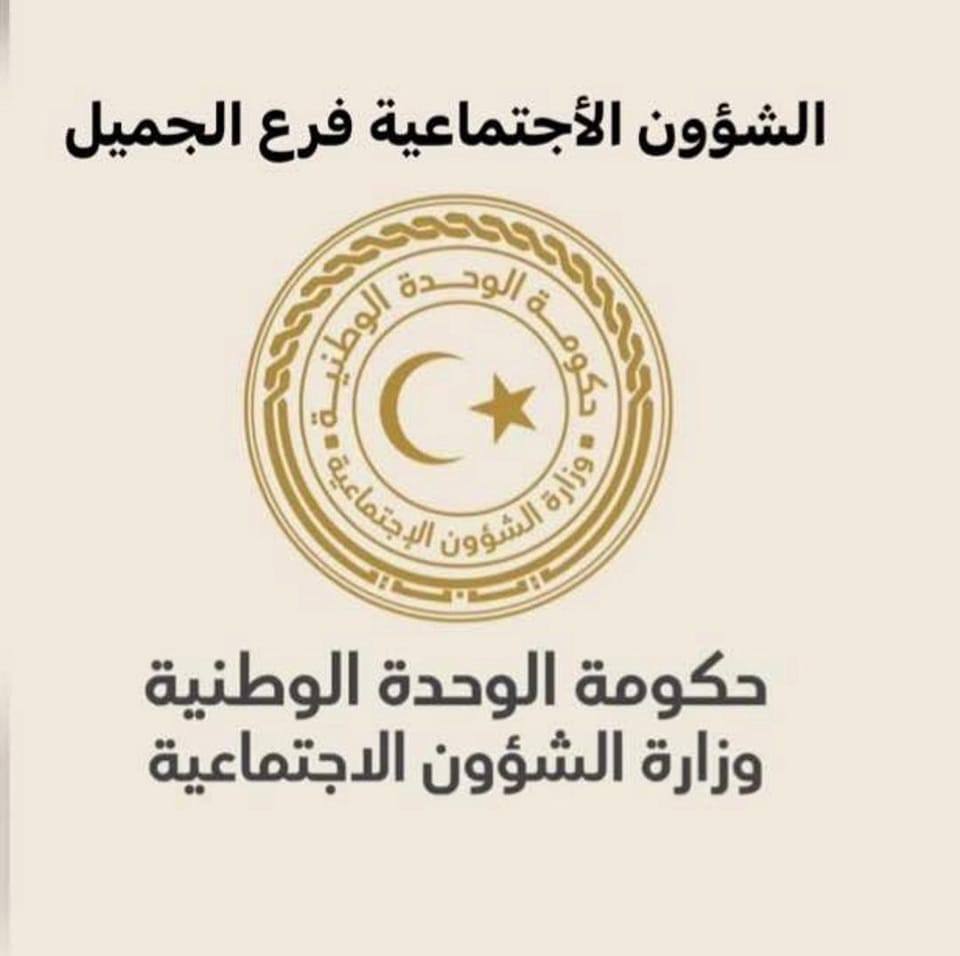 الشؤون الأجتماعية فرع الجميل
حكومة الوحدة الوطنية
وزارة الشؤون الإجتماعية
حكومة الوحدة الوطنية
وزارة الشؤون الاجتماعية